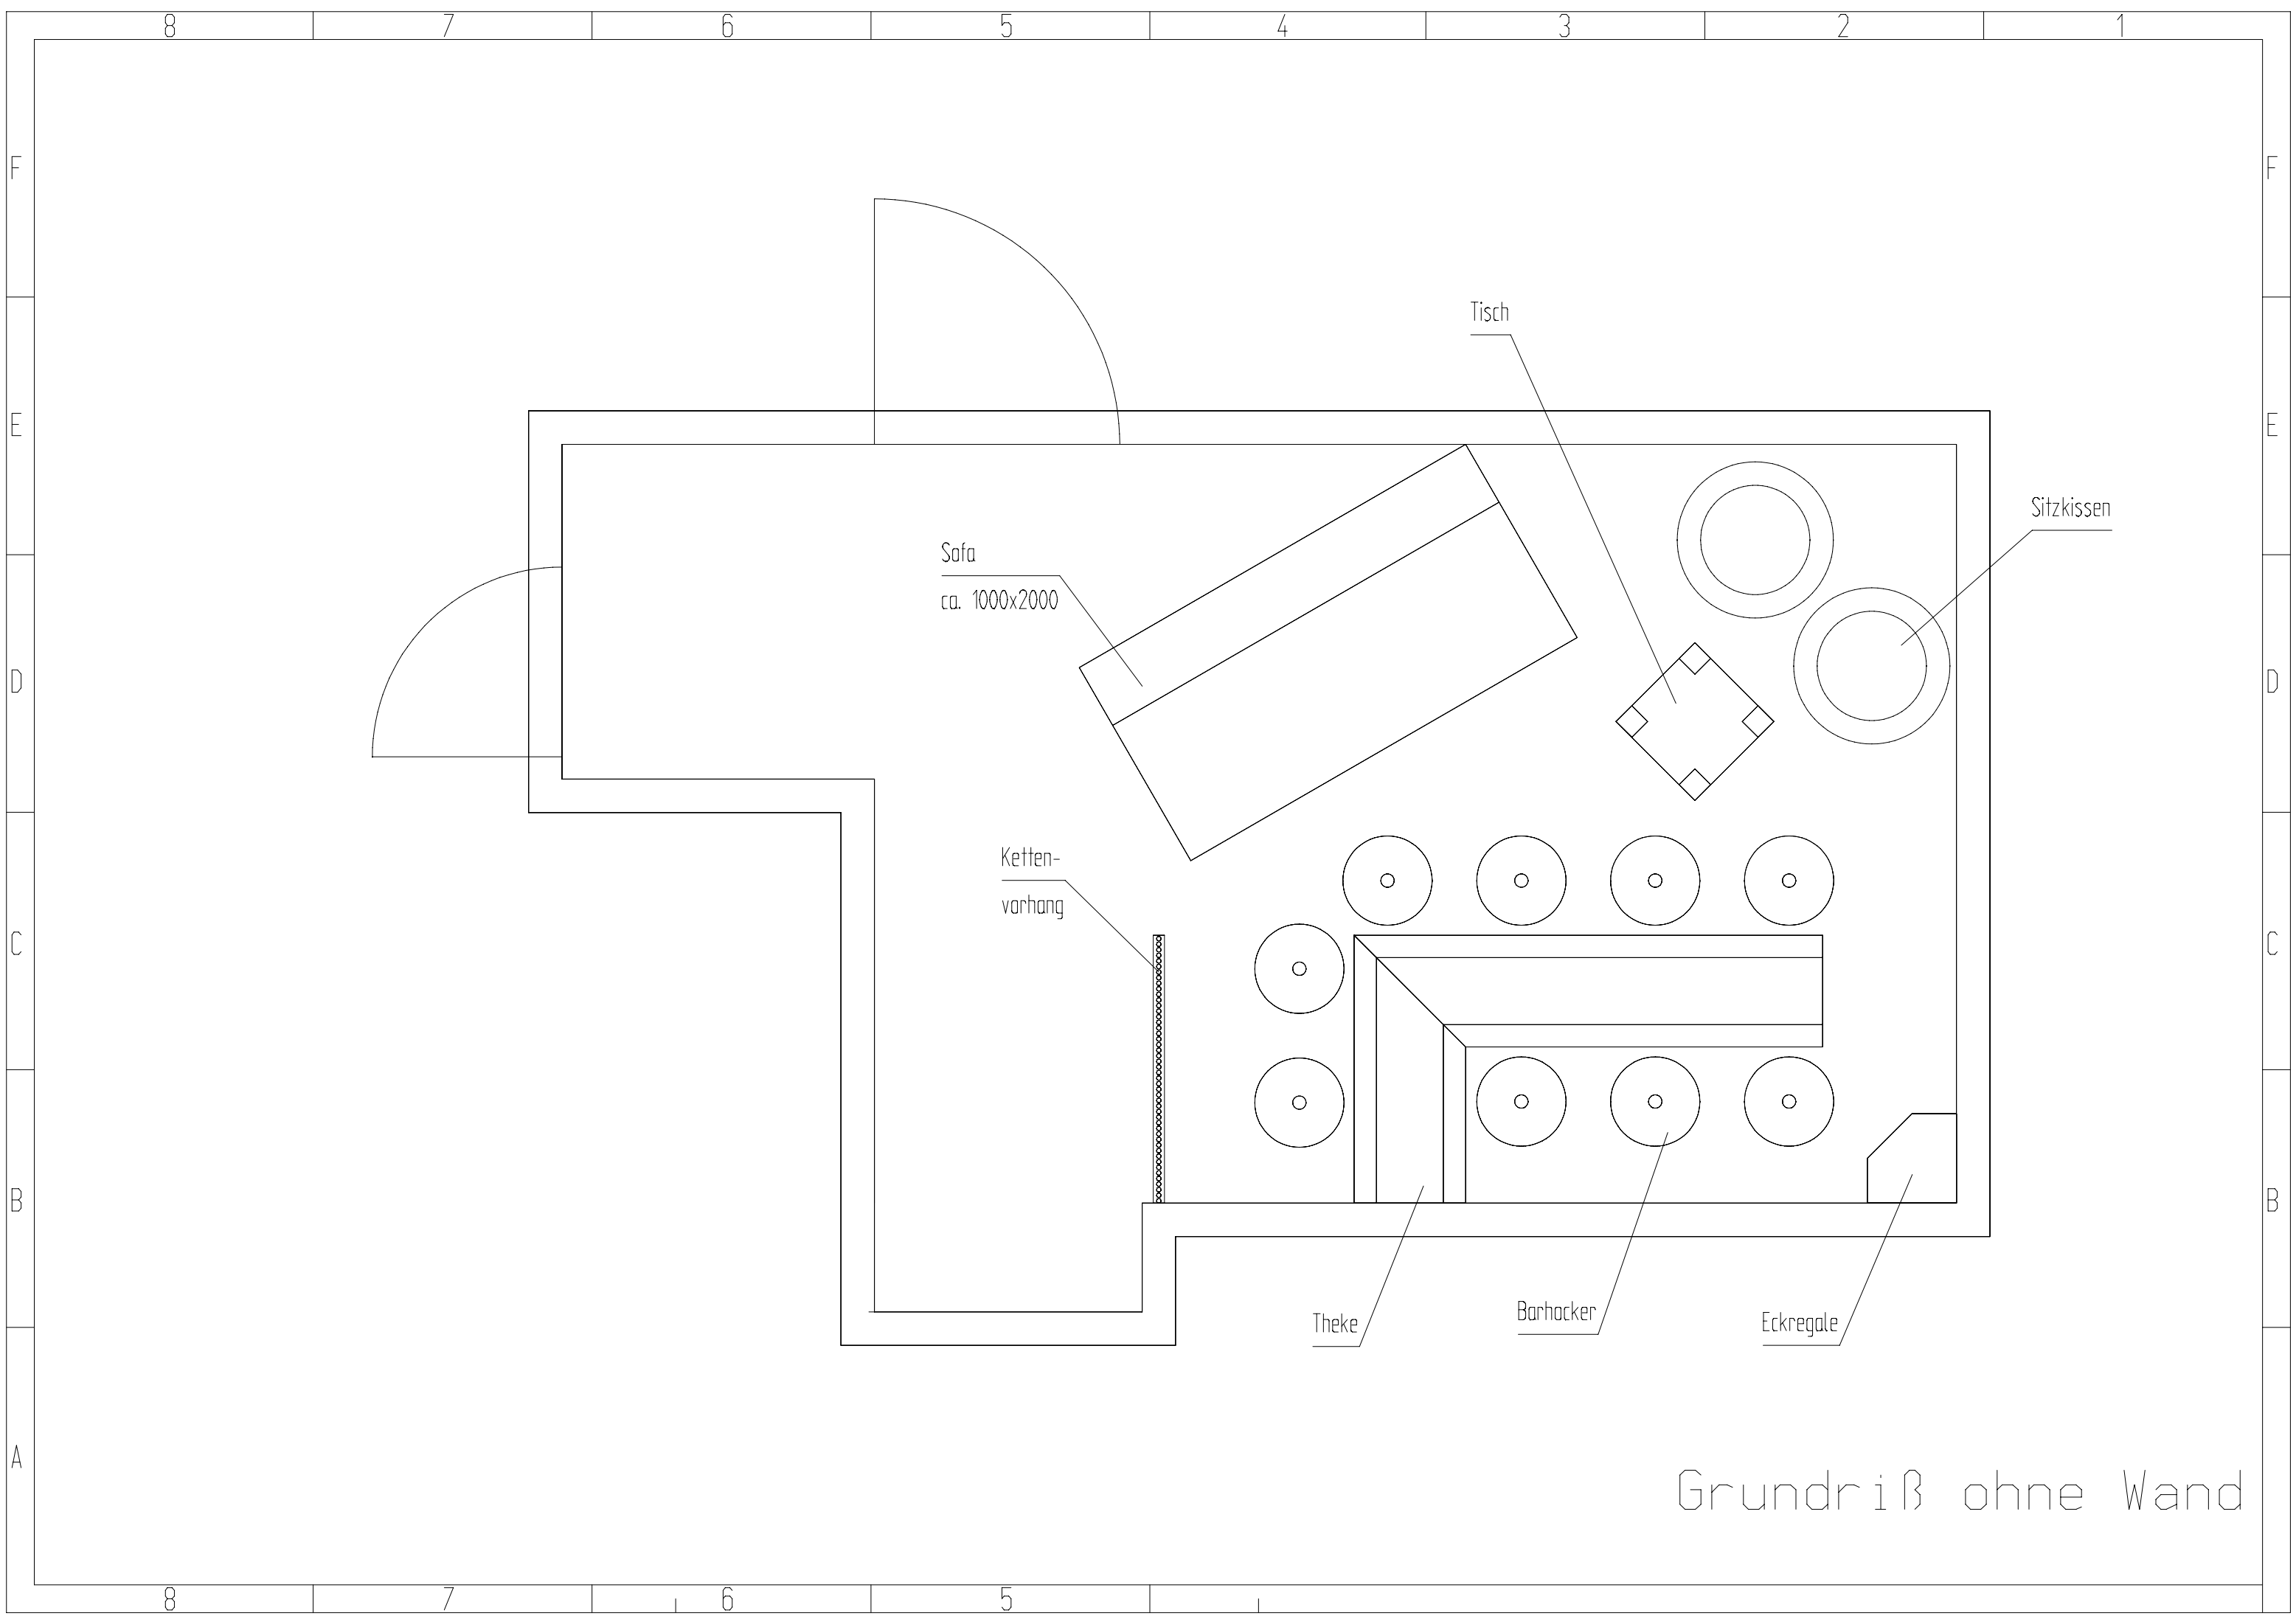 8 7 6 5 4 3 2 1
F F
Tisch
E E
Sitzkissen
Sofa
ca. 1000x2000
D D
Ketten-
vorhang
C C
B B
Barhocker
Theke
Eckregale
A
Grundriß ohne Wand
8 7 6 5